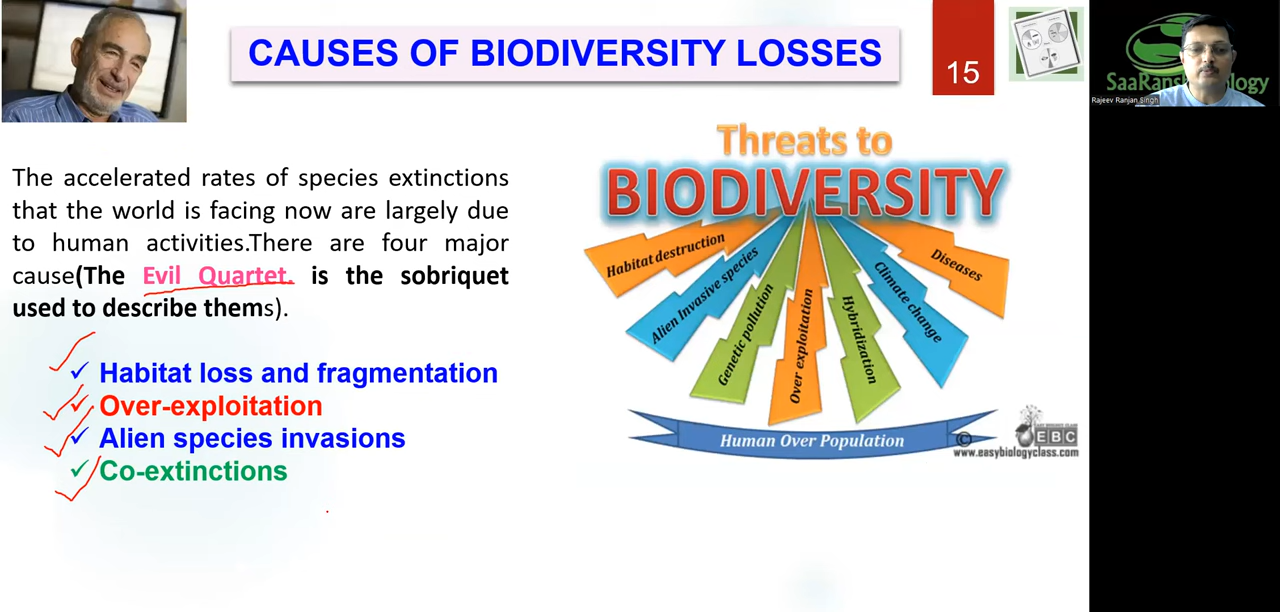 CAUSES OF BIODIVERSITY LOSSES
15
SaaRans Biology
Rajeev Ranjan Singh
The accelerated rates of species extinctions
that the world is facing now are largely due
to human activities.There are four major
cause(The Evil Quartet. is the sobriquet
used to describe thems).
Habitat loss and fragmentation
Over-exploitation
Alien species invasions
Co-extinctions
Threats to
BIODIVERSITY
Habitat destruction
Alien Invasive species
Genetic pollution
Over exploitation
Hybridization
Climate change
Diseases
Human Over Population
©
EBC
www.easybiologyclass.com